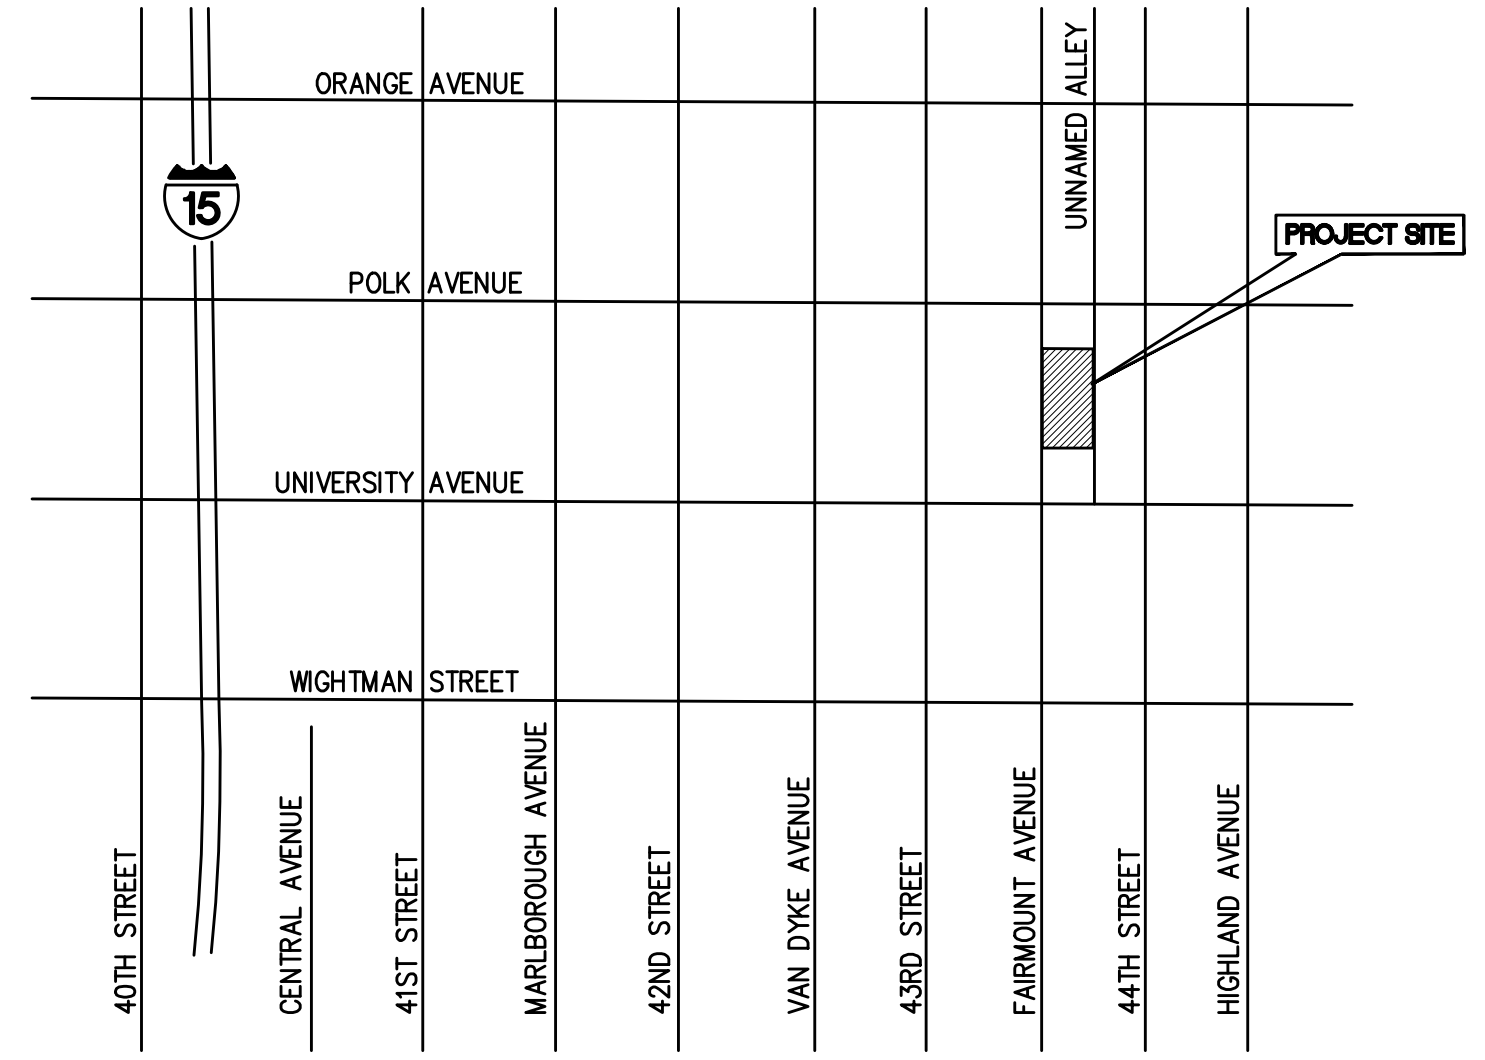 UNNAMED ALLEY
ORANGE AVENUE
15
PROJECT SITE
POLK AVENUE
UNIVERSITY AVENUE
WIGHTMAN STREET
40TH STREET
CENTRAL AVENUE
41ST STREET
MARLBOROUGH AVENUE
42ND STREET
VAN DYKE AVENUE
43RD STREET
FAIRMOUNT AVENUE
44TH STREET
HIGHLAND AVENUE